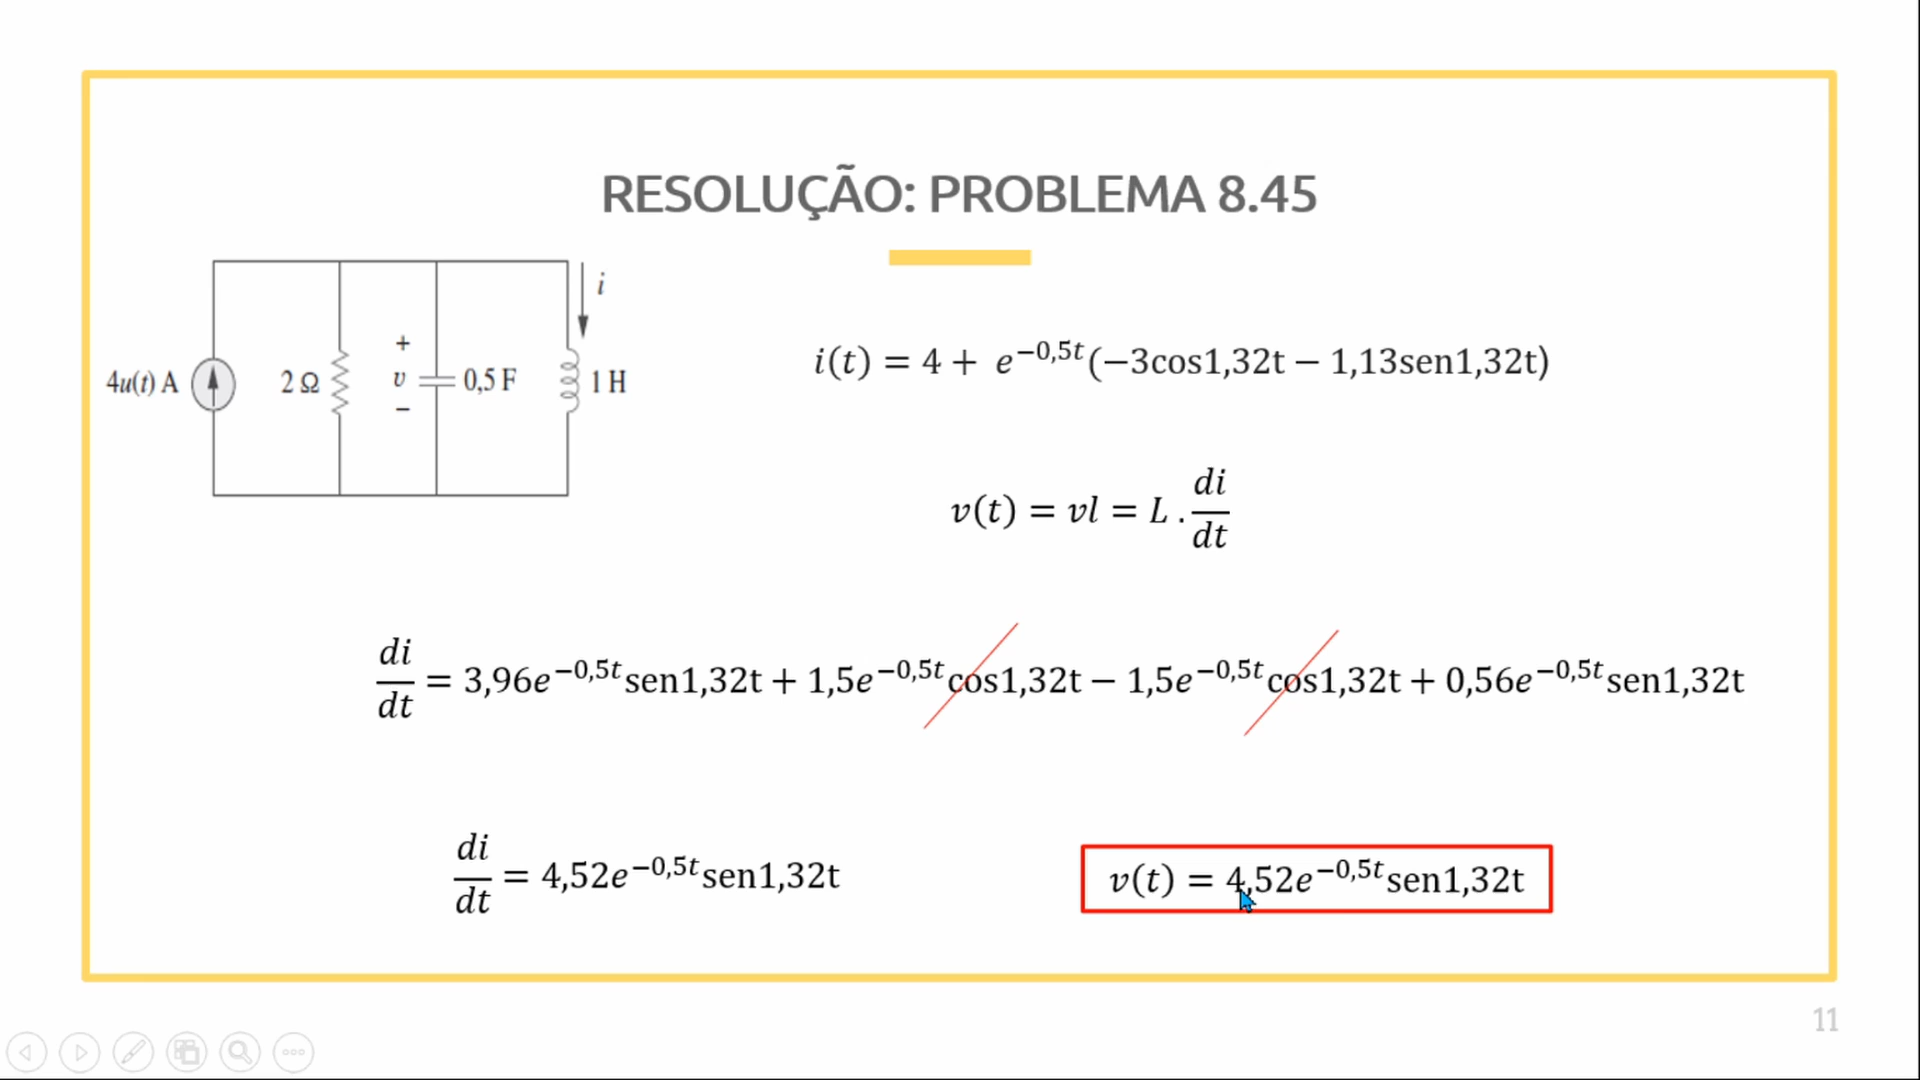 RESOLUÇÃO: PROBLEMA 8.45
4u(t) A
2 Ω
+
v
−
0,5 F
1 H
i
i(t) = 4 + e^{−0,5t}(−3cos1,32t − 1,13sen1,32t)
v(t) = vl = L . di/dt
di/dt = 3,96e^{−0,5t}sen1,32t + 1,5e^{−0,5t}cos1,32t − 1,5e^{−0,5t}cos1,32t + 0,56e^{−0,5t}sen1,32t
di/dt = 4,52e^{−0,5t}sen1,32t
v(t) = 4,52e^{−0,5t}sen1,32t
11